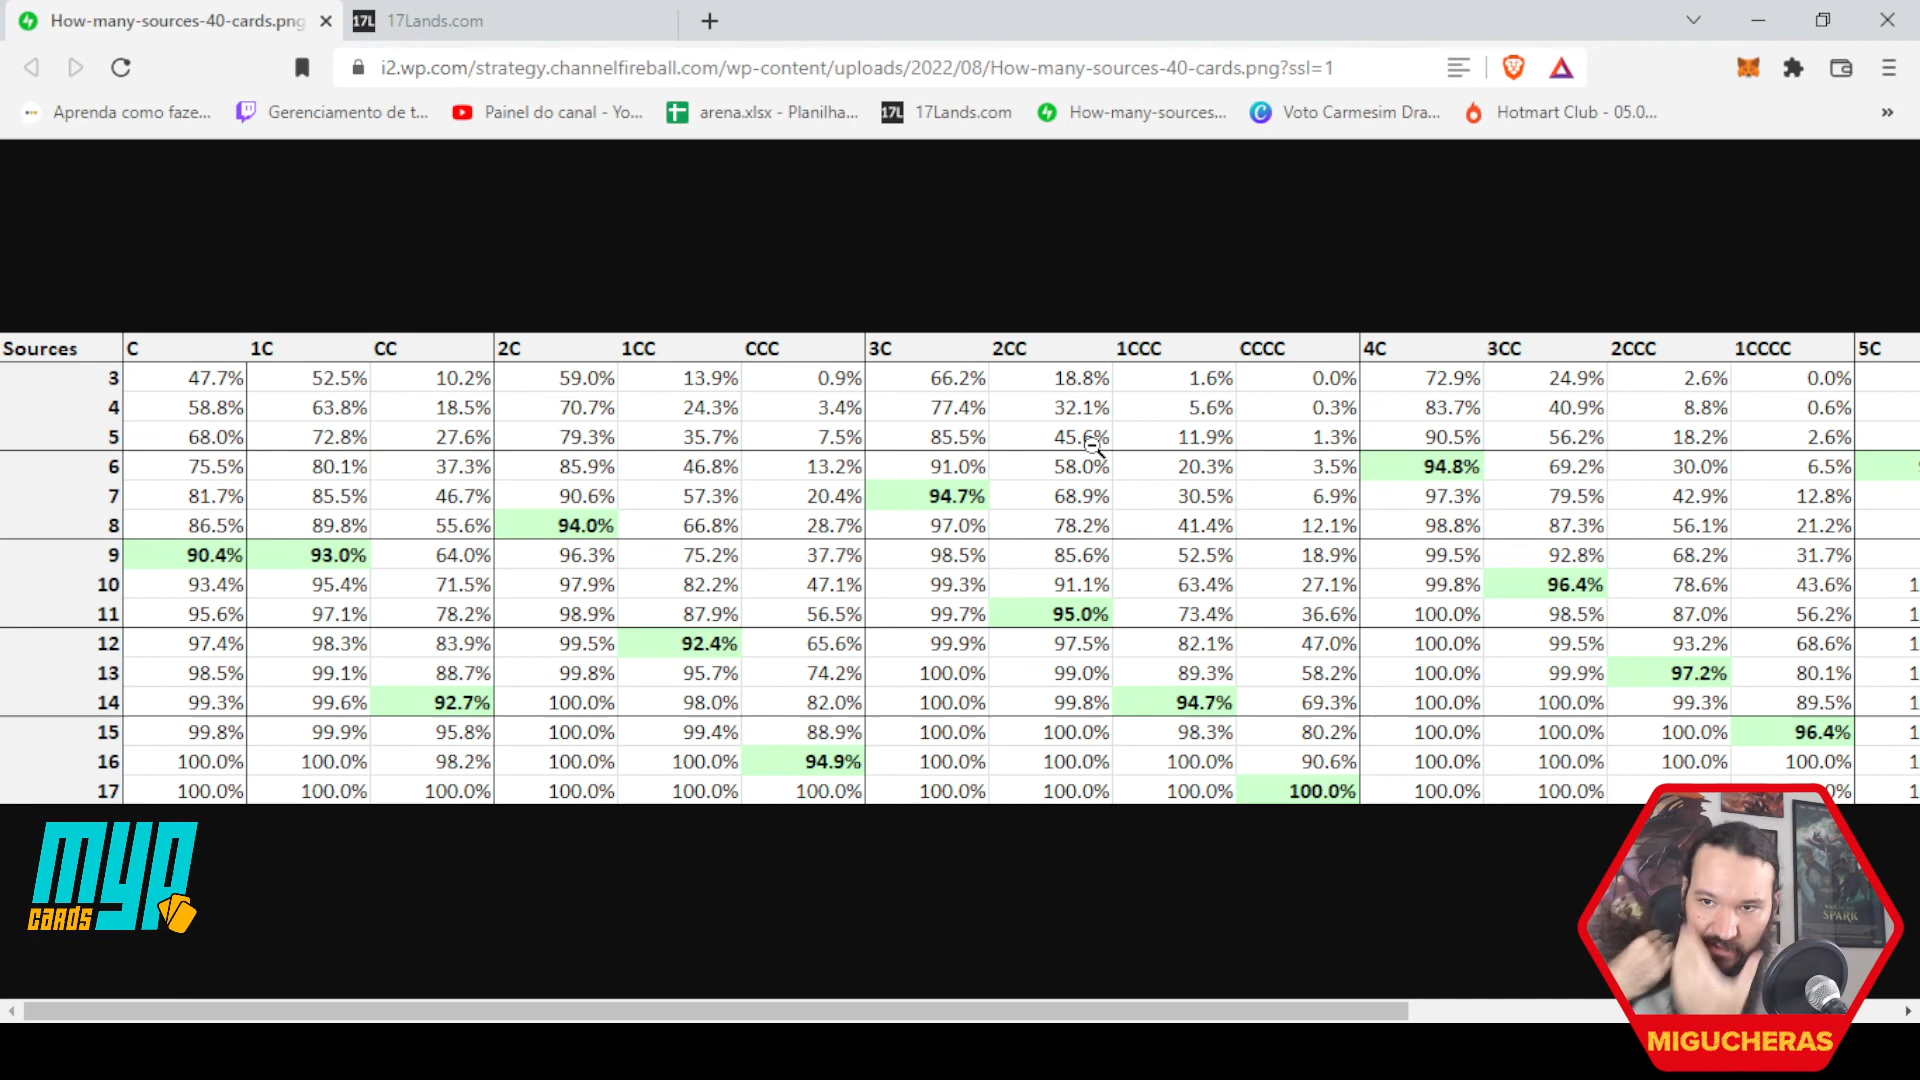 How-many-sources-40-cards.png
17L 17Lands.com
i2.wp.com/strategy.channelfireball.com/wp-content/uploads/2022/08/How-many-sources-40-cards.png?ssl=1
Aprenda como faze... Gerenciamento de t... Painel do canal - Yo... arena.xlsx - Planilha... 17L 17Lands.com How-many-sources... Voto Carmesim Dra... Hotmart Club - 05.0... »
Sources C 1C CC 2C 1CC CCC 3C 2CC 1CCC CCCC 4C 3CC 2CCC 1CCCC 5C
3 47.7% 52.5% 10.2% 59.0% 13.9% 0.9% 66.2% 18.8% 1.6% 0.0% 72.9% 24.9% 2.6% 0.0%
4 58.8% 63.8% 18.5% 70.7% 24.3% 3.4% 77.4% 32.1% 5.6% 0.3% 83.7% 40.9% 8.8% 0.6%
5 68.0% 72.8% 27.6% 79.3% 35.7% 7.5% 85.5% 45.6% 11.9% 1.3% 90.5% 56.2% 18.2% 2.6%
6 75.5% 80.1% 37.3% 85.9% 46.8% 13.2% 91.0% 58.0% 20.3% 3.5% 94.8% 69.2% 30.0% 6.5%
7 81.7% 85.5% 46.7% 90.6% 57.3% 20.4% 94.7% 68.9% 30.5% 6.9% 97.3% 79.5% 42.9% 12.8%
8 86.5% 89.8% 55.6% 94.0% 66.8% 28.7% 97.0% 78.2% 41.4% 12.1% 98.8% 87.3% 56.1% 21.2%
9 90.4% 93.0% 64.0% 96.3% 75.2% 37.7% 98.5% 85.6% 52.5% 18.9% 99.5% 92.8% 68.2% 31.7%
10 93.4% 95.4% 71.5% 97.9% 82.2% 47.1% 99.3% 91.1% 63.4% 27.1% 99.8% 96.4% 78.6% 43.6% 1
11 95.6% 97.1% 78.2% 98.9% 87.9% 56.5% 99.7% 95.0% 73.4% 36.6% 100.0% 98.5% 87.0% 56.2% 1
12 97.4% 98.3% 83.9% 99.5% 92.4% 65.6% 99.9% 97.5% 82.1% 47.0% 100.0% 99.5% 93.2% 68.6% 1
13 98.5% 99.1% 88.7% 99.8% 95.7% 74.2% 100.0% 99.0% 89.3% 58.2% 100.0% 99.9% 97.2% 80.1% 1
14 99.3% 99.6% 92.7% 100.0% 98.0% 82.0% 100.0% 99.8% 94.7% 69.3% 100.0% 100.0% 99.3% 89.5% 1
15 99.8% 99.9% 95.8% 100.0% 99.4% 88.9% 100.0% 100.0% 98.3% 80.2% 100.0% 100.0% 100.0% 96.4% 1
16 100.0% 100.0% 98.2% 100.0% 100.0% 94.9% 100.0% 100.0% 100.0% 90.6% 100.0% 100.0% 100.0% 100.0% 1
17 100.0% 100.0% 100.0% 100.0% 100.0% 100.0% 100.0% 100.0% 100.0% 100.0% 100.0% 100.0% 0% 1
myp
cards
SPARK
MIGUCHERAS